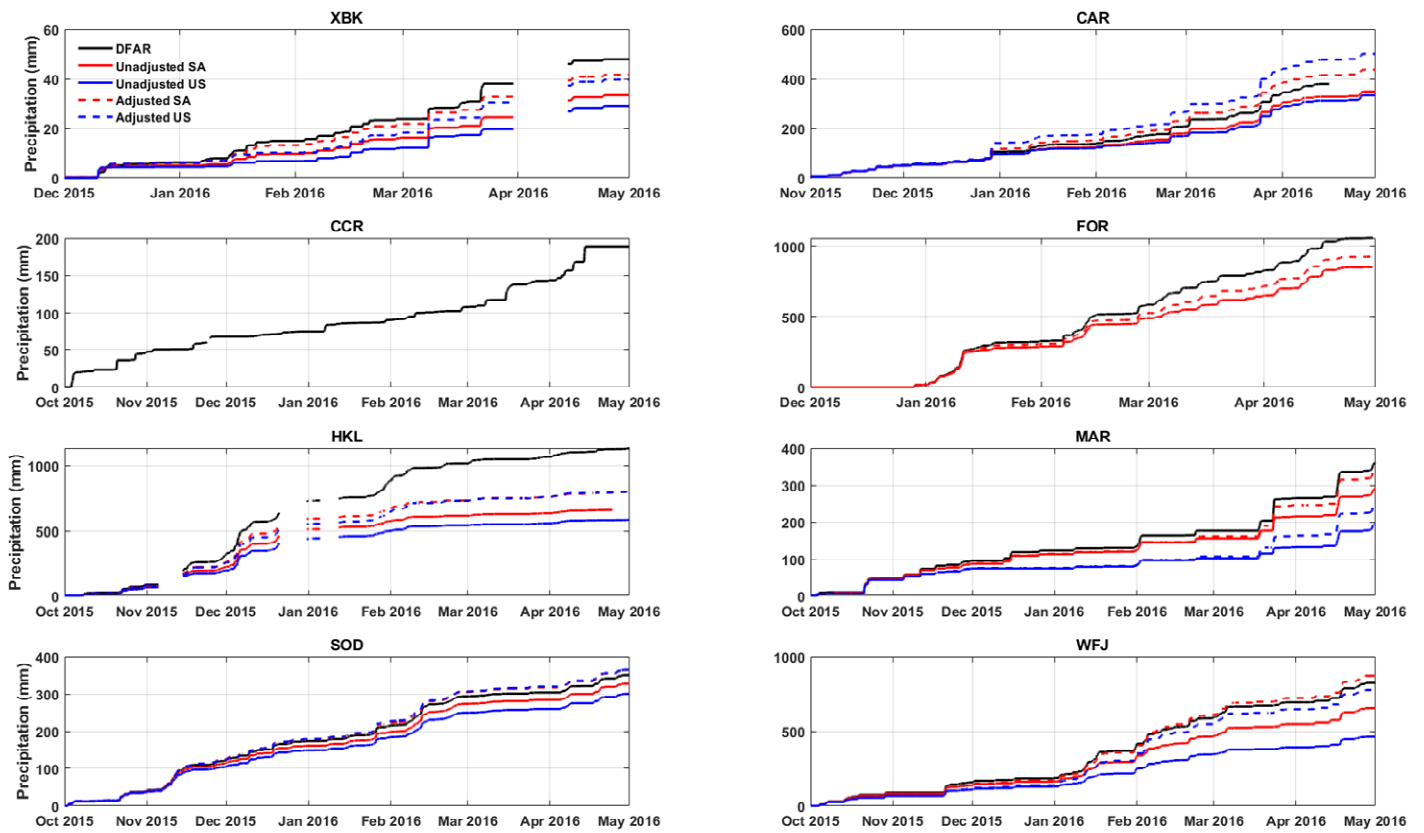 XBK
CAR
Precipitation (mm)
60
40
20
0
DFAR
Unadjusted SA
Unadjusted US
Adjusted SA
Adjusted US
Dec 2015 Jan 2016 Feb 2016 Mar 2016 Apr 2016 May 2016
600
400
200
0
Nov 2015 Dec 2015 Jan 2016 Feb 2016 Mar 2016 Apr 2016 May 2016
CCR
FOR
Precipitation (mm)
200
150
100
50
0
Oct 2015 Nov 2015 Dec 2015 Jan 2016 Feb 2016 Mar 2016 Apr 2016 May 2016
1000
500
0
Dec 2015 Jan 2016 Feb 2016 Mar 2016 Apr 2016 May 2016
HKL
MAR
Precipitation (mm)
1000
500
0
Oct 2015 Nov 2015 Dec 2015 Jan 2016 Feb 2016 Mar 2016 Apr 2016 May 2016
400
300
200
100
0
Oct 2015 Nov 2015 Dec 2015 Jan 2016 Feb 2016 Mar 2016 Apr 2016 May 2016
SOD
WFJ
Precipitation (mm)
400
300
200
100
0
Oct 2015 Nov 2015 Dec 2015 Jan 2016 Feb 2016 Mar 2016 Apr 2016 May 2016
1000
500
0
Oct 2015 Nov 2015 Dec 2015 Jan 2016 Feb 2016 Mar 2016 Apr 2016 May 2016